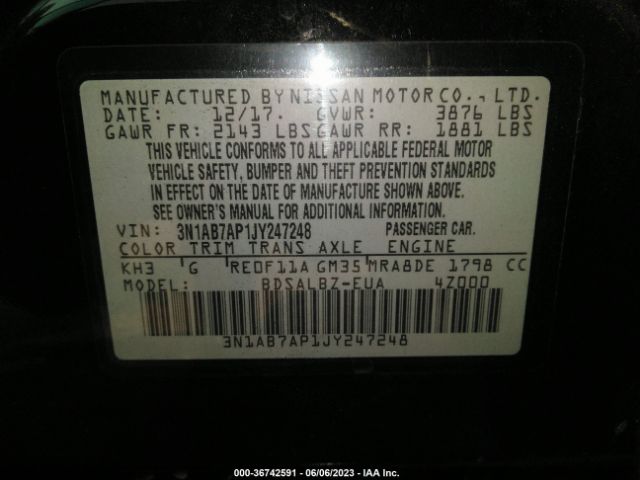 MANUFACTURED BY NISSAN MOTOR CO., LTD.
DATE: 12/17. GVWR: 3876 LBS
GAWR FR: 2143 LBS GAWR RR: 1881 LBS
THIS VEHICLE CONFORMS TO ALL APPLICABLE FEDERAL MOTOR
VEHICLE SAFETY, BUMPER AND THEFT PREVENTION STANDARDS
IN EFFECT ON THE DATE OF MANUFACTURE SHOWN ABOVE.
SEE OWNER'S MANUAL FOR ADDITIONAL INFORMATION.
VIN: 3N1AB7AP1JY247248 PASSENGER CAR.
COLOR TRIM TRANS AXLE ENGINE
KH3 G RE0F11A GM35 MRA8DE 1798 CC
MODEL: BDSALBZ-EUA 4Z000
3N1AB7AP1JY247248
000-36742591 - 06/06/2023 - IAA Inc.